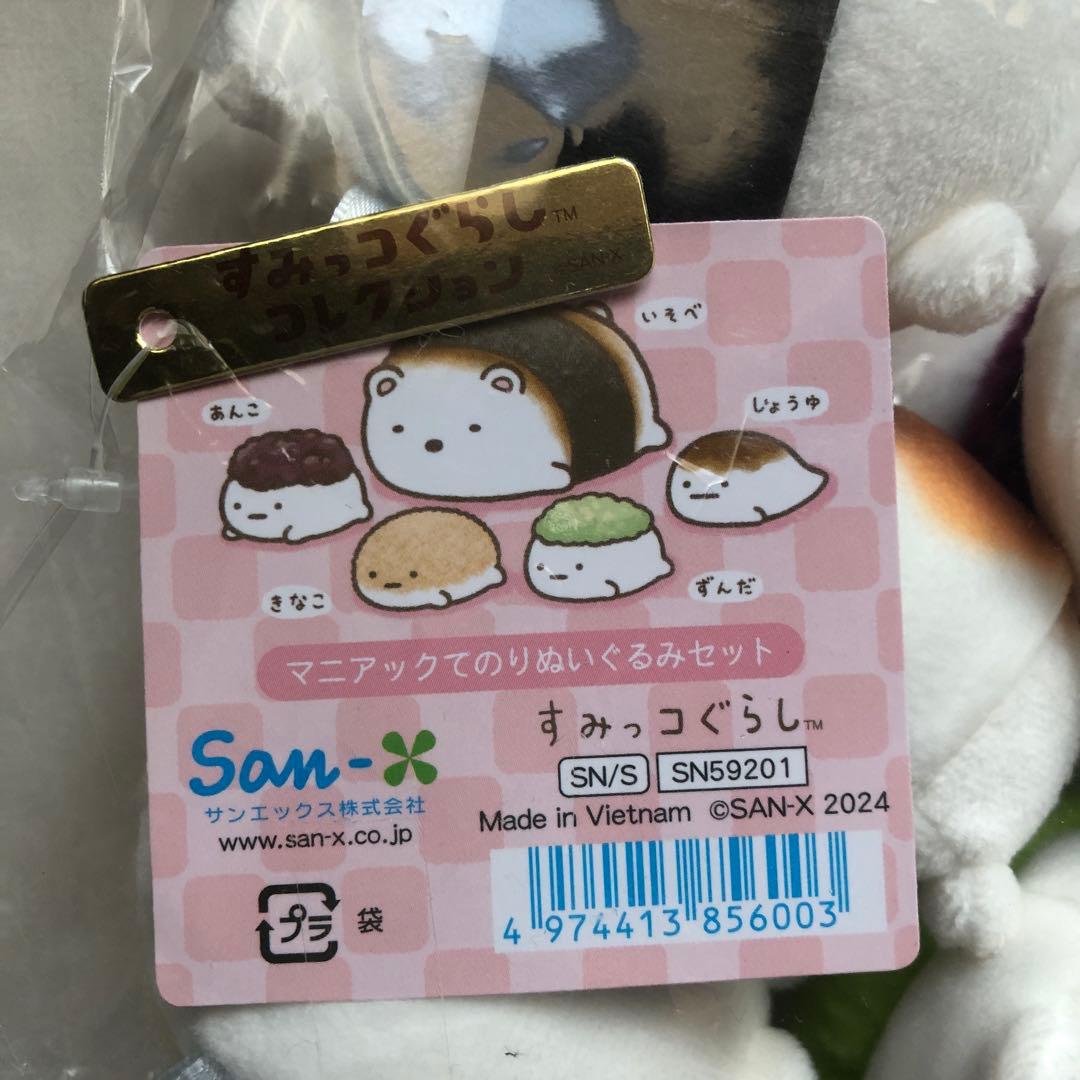 すみっコぐらし™
コレクション SAN-X
いそべ
あんこ
じょうゆ
きなこ
ずんだ
マニアックてのりぬいぐるみセット
San-X
サンエックス株式会社
www.san-x.co.jp
すみっコぐらし™
SN/S SN59201
Made in Vietnam ©SAN-X 2024
プラ 袋
4 974413 856003